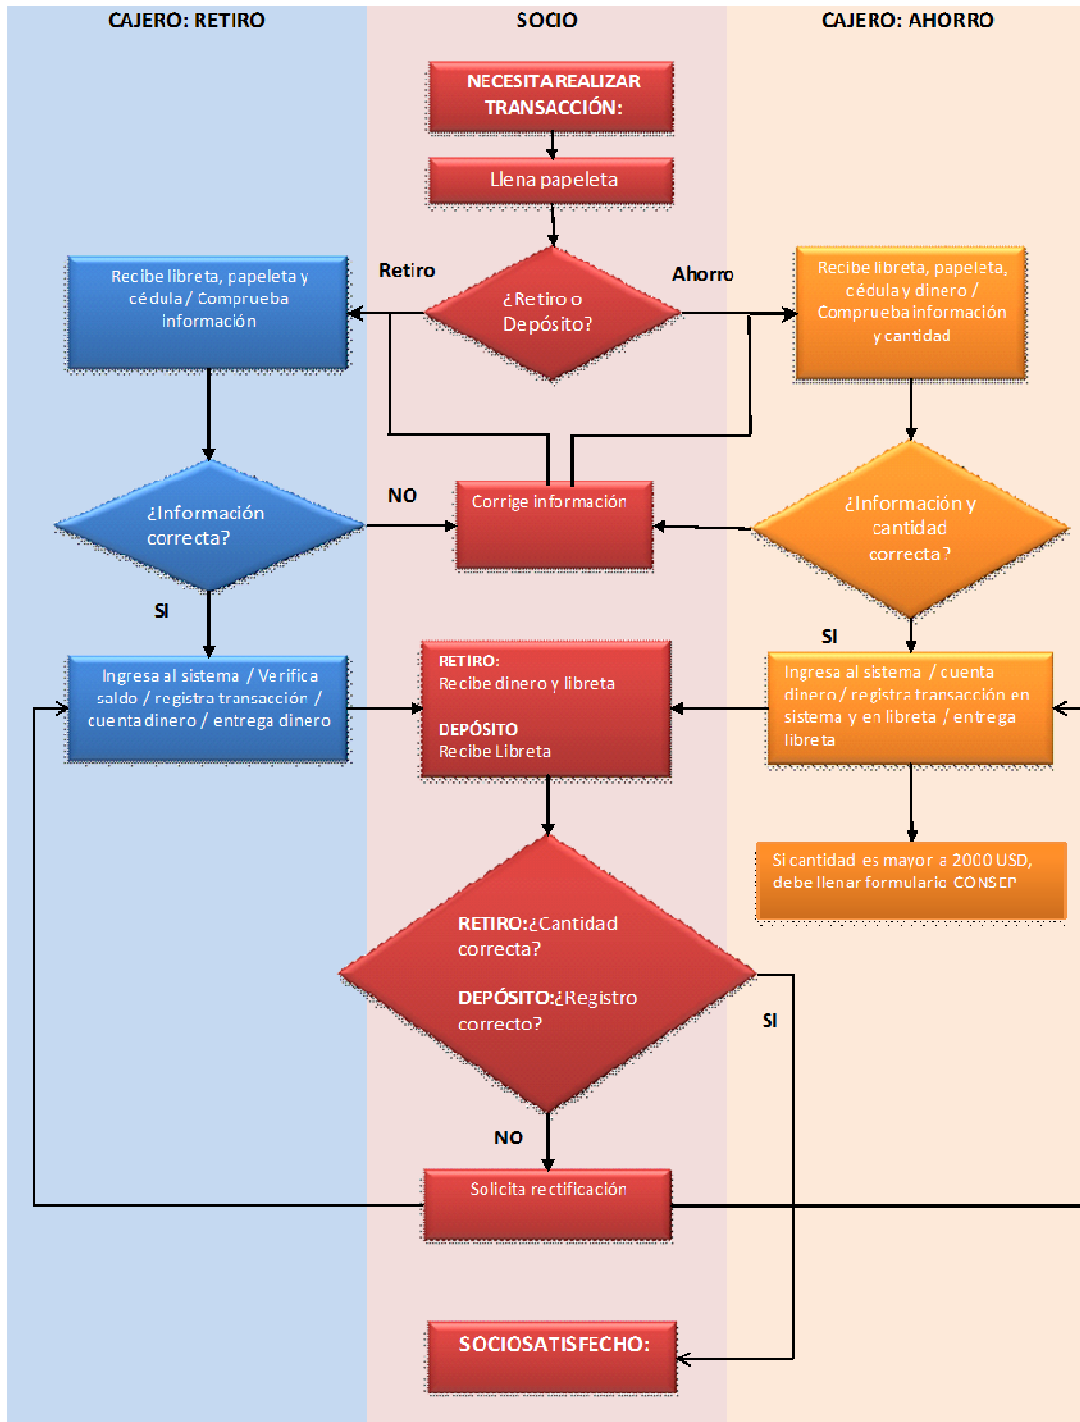 CAJERO: RETIRO
SOCIO
CAJERO: AHORRO
NECESITA REALIZAR
TRANSACCIÓN:
Llena papeleta
Retiro
Ahorro
¿Retiro o
Depósito?
Recibe libreta, papeleta y
cédula / Comprueba
información
Recibe libreta, papeleta,
cédula y dinero /
Comprueba información
y cantidad
¿Información
correcta?
NO
Corrige información
¿Información y
cantidad
correcta?
SI
SI
Ingresa al sistema / Verifica
saldo / registra transacción /
cuenta dinero / entrega dinero
RETIRO:
Recibe dinero y libreta
DEPÓSITO
Recibe Libreta
Ingresa al sistema / cuenta
dinero / registra transacción en
sistema y en libreta / entrega
libreta
Si cantidad es mayor a 2000 USD,
debe llenar formulario CONSEP
RETIRO:¿Cantidad
correcta?
DEPÓSITO:¿Registro
correcto?
SI
NO
Solicita rectificación
SOCIO SATISFECHO: